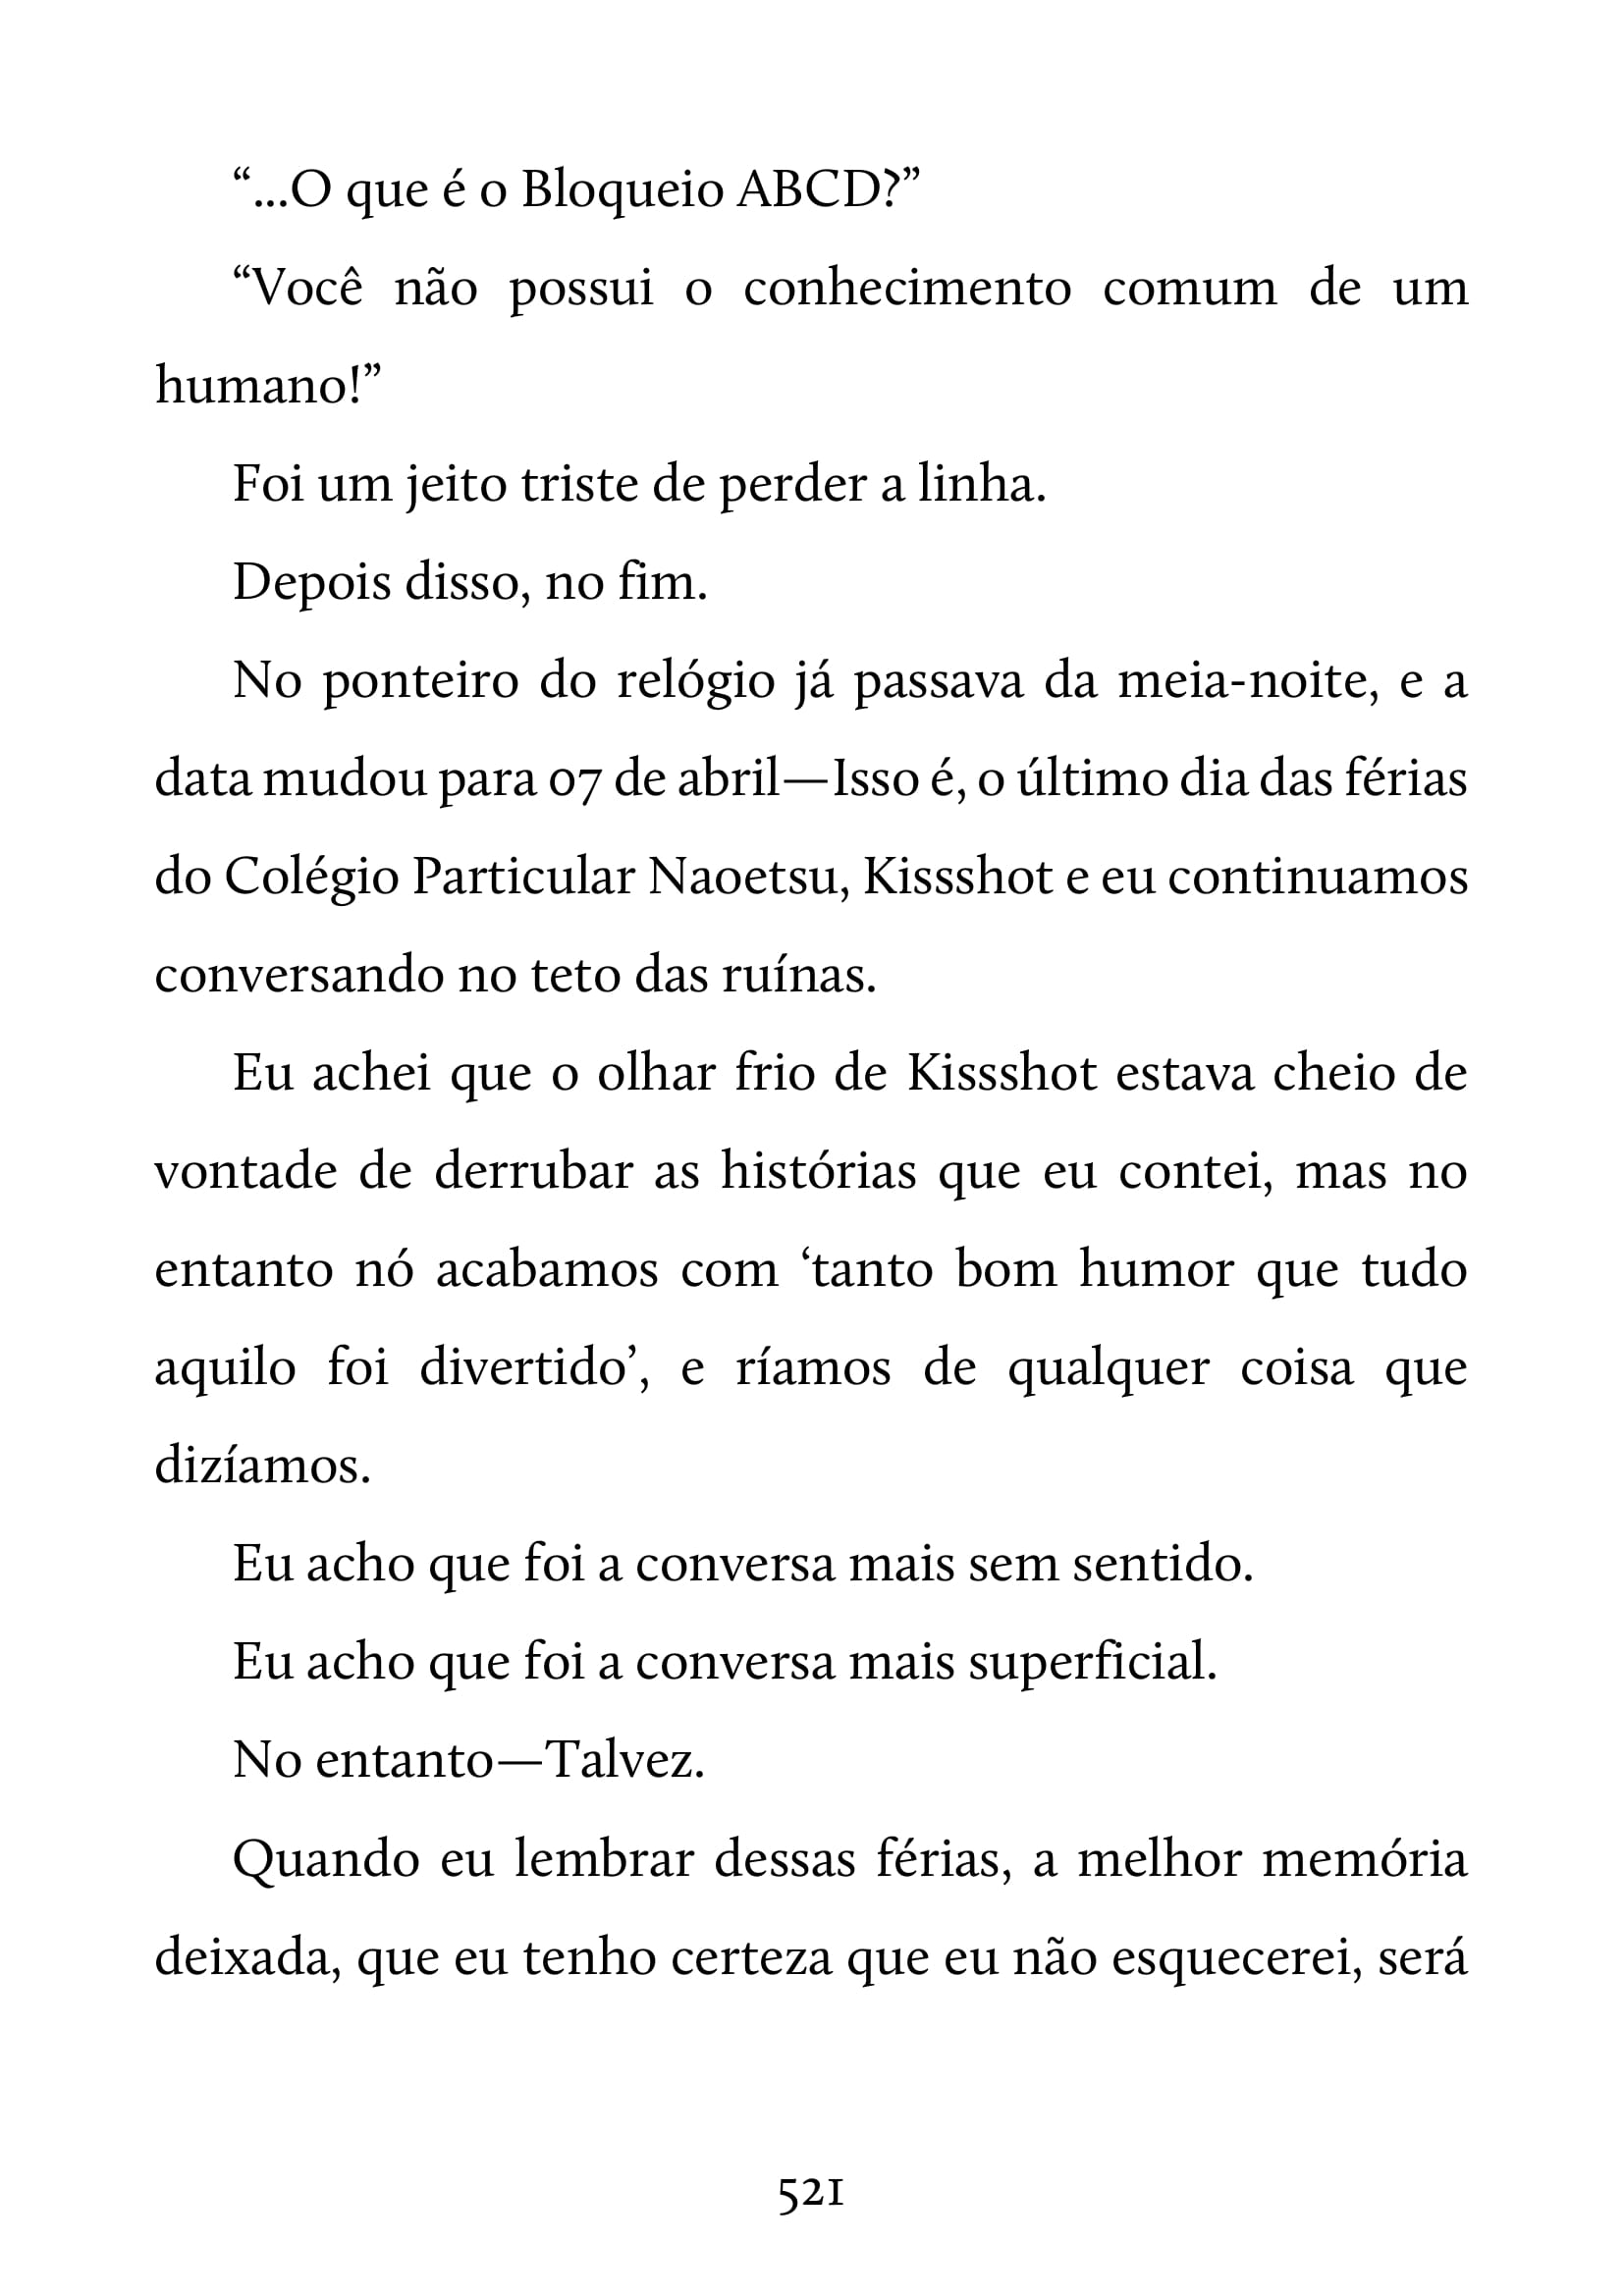 “...O que é o Bloqueio ABCD?”
“Você não possui o conhecimento comum de um
humano!”
Foi um jeito triste de perder a linha.
Depois disso, no fim.
No ponteiro do relógio já passava da meia-noite, e a
data mudou para 07 de abril—Isso é, o último dia das férias
do Colégio Particular Naoetsu, Kissshot e eu continuamos
conversando no teto das ruínas.
Eu achei que o olhar frio de Kissshot estava cheio de
vontade de derrubar as histórias que eu contei, mas no
entanto nó acabamos com ‘tanto bom humor que tudo
aquilo foi divertido’, e ríamos de qualquer coisa que
dizíamos.
Eu acho que foi a conversa mais sem sentido.
Eu acho que foi a conversa mais superficial.
No entanto—Talvez.
Quando eu lembrar dessas férias, a melhor memória
deixada, que eu tenho certeza que eu não esquecerei, será
521